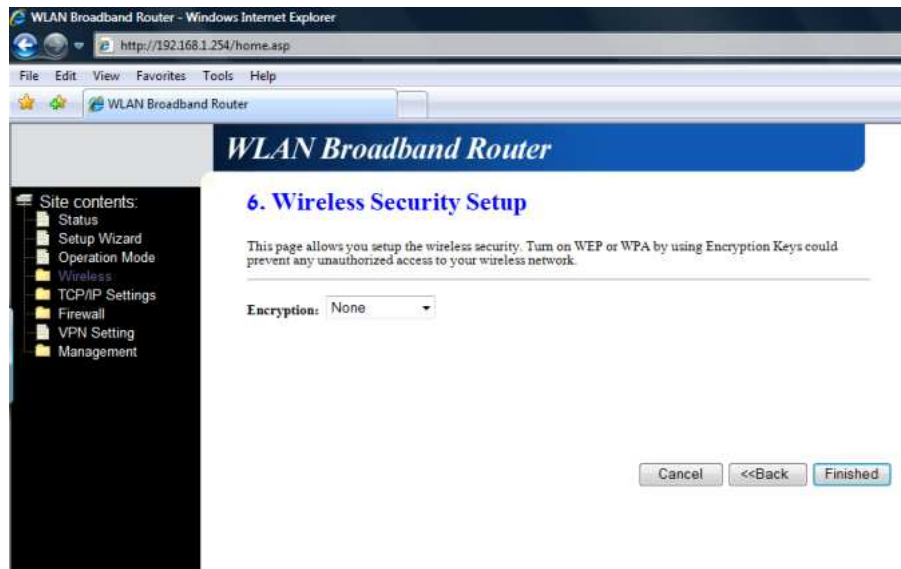 WLAN Broadband Router - Windows Internet Explorer
http://192.168.1.254/home.asp
File Edit View Favorites Tools Help
WLAN Broadband Router
WLAN Broadband Router
Site contents:
Status
Setup Wizard
Operation Mode
Wireless
TCP/IP Settings
Firewall
VPN Setting
Management
6. Wireless Security Setup
This page allows you setup the wireless security. Turn on WEP or WPA by using Encryption Keys could
prevent any unauthorized access to your wireless network.
Encryption: None
Cancel <<Back Finished